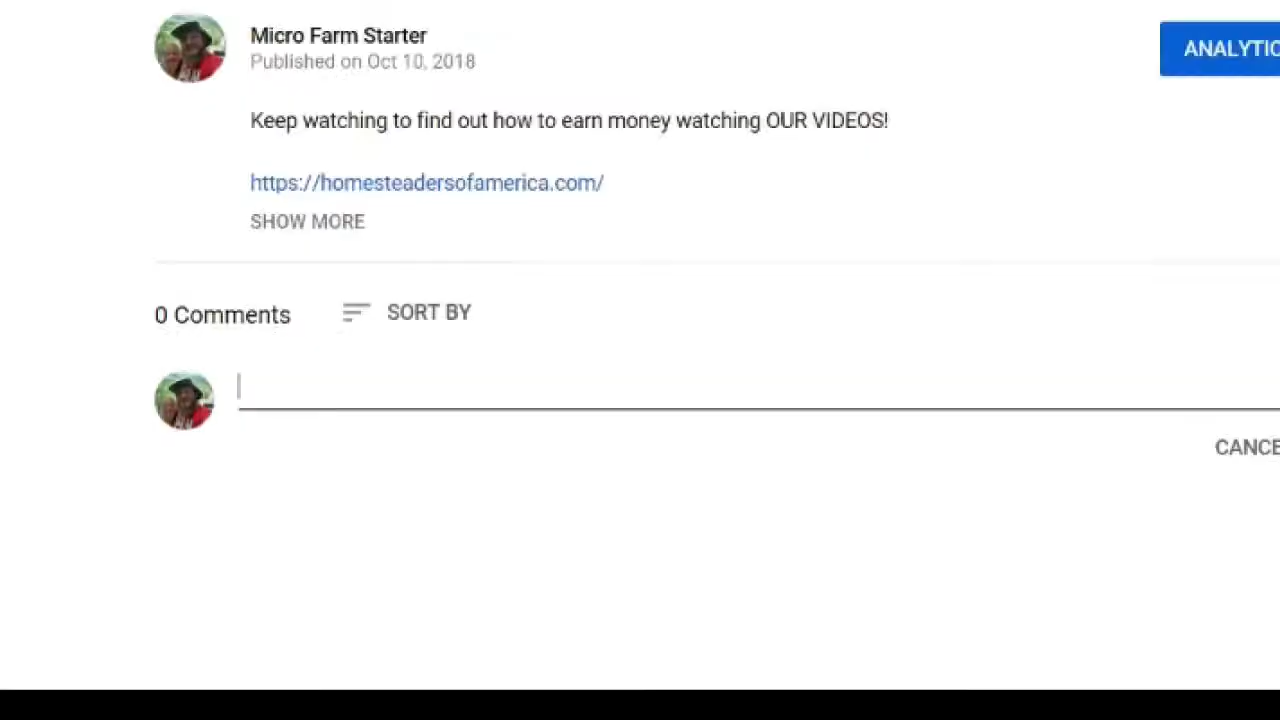 Micro Farm Starter
Published on Oct 10, 2018
ANALYTIC
Keep watching to find out how to earn money watching OUR VIDEOS!
https://homesteadersofamerica.com/
SHOW MORE
0 Comments SORT BY
CANCE